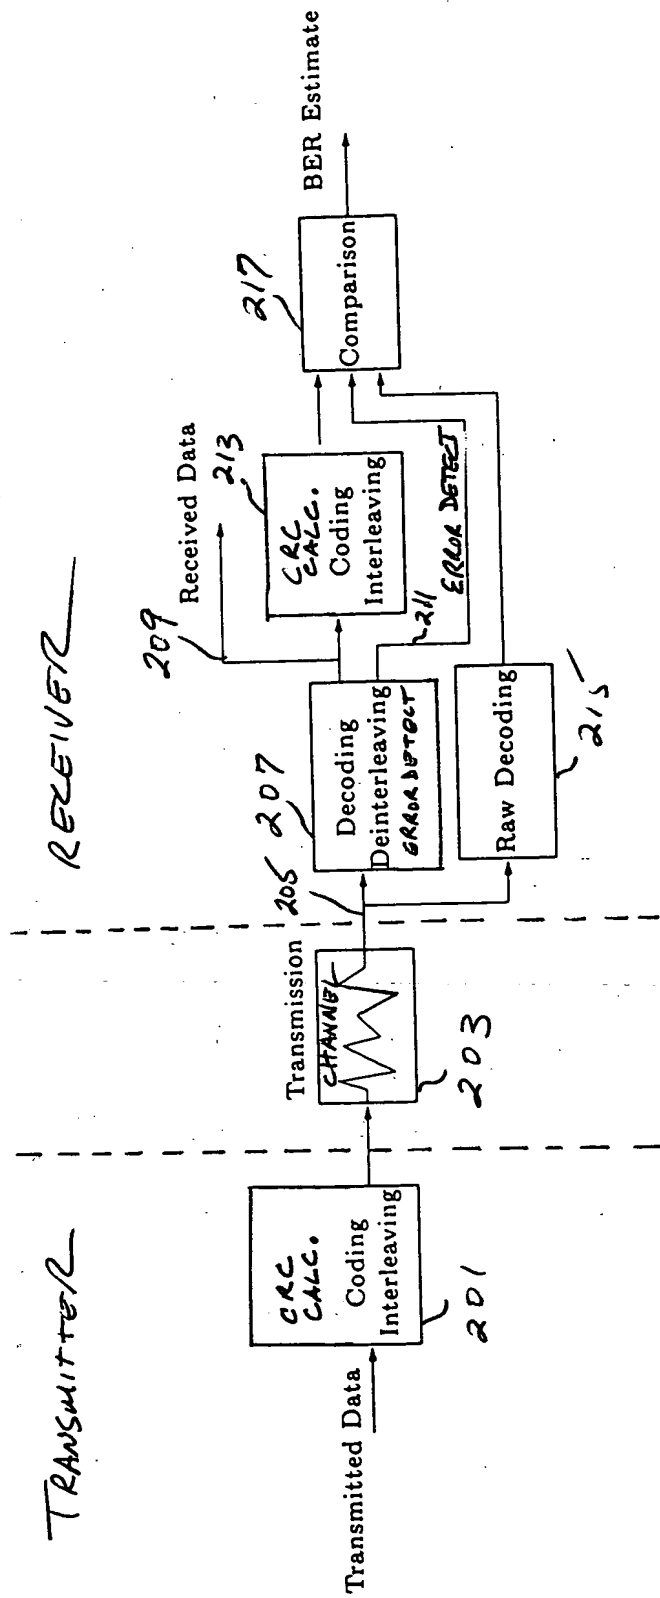 TRANSMITTER
RECEIVER
Transmitted Data
CRC
CALC.
Coding
Interleaving
201
Transmission
CHANNEL
203
205
207
Decoding
Deinterleaving
ERROR DETECT
209
Received Data
211
ERROR DETECT
213
CRC
CALC.
Coding
Interleaving
Raw Decoding
215
217
Comparison
BER Estimate